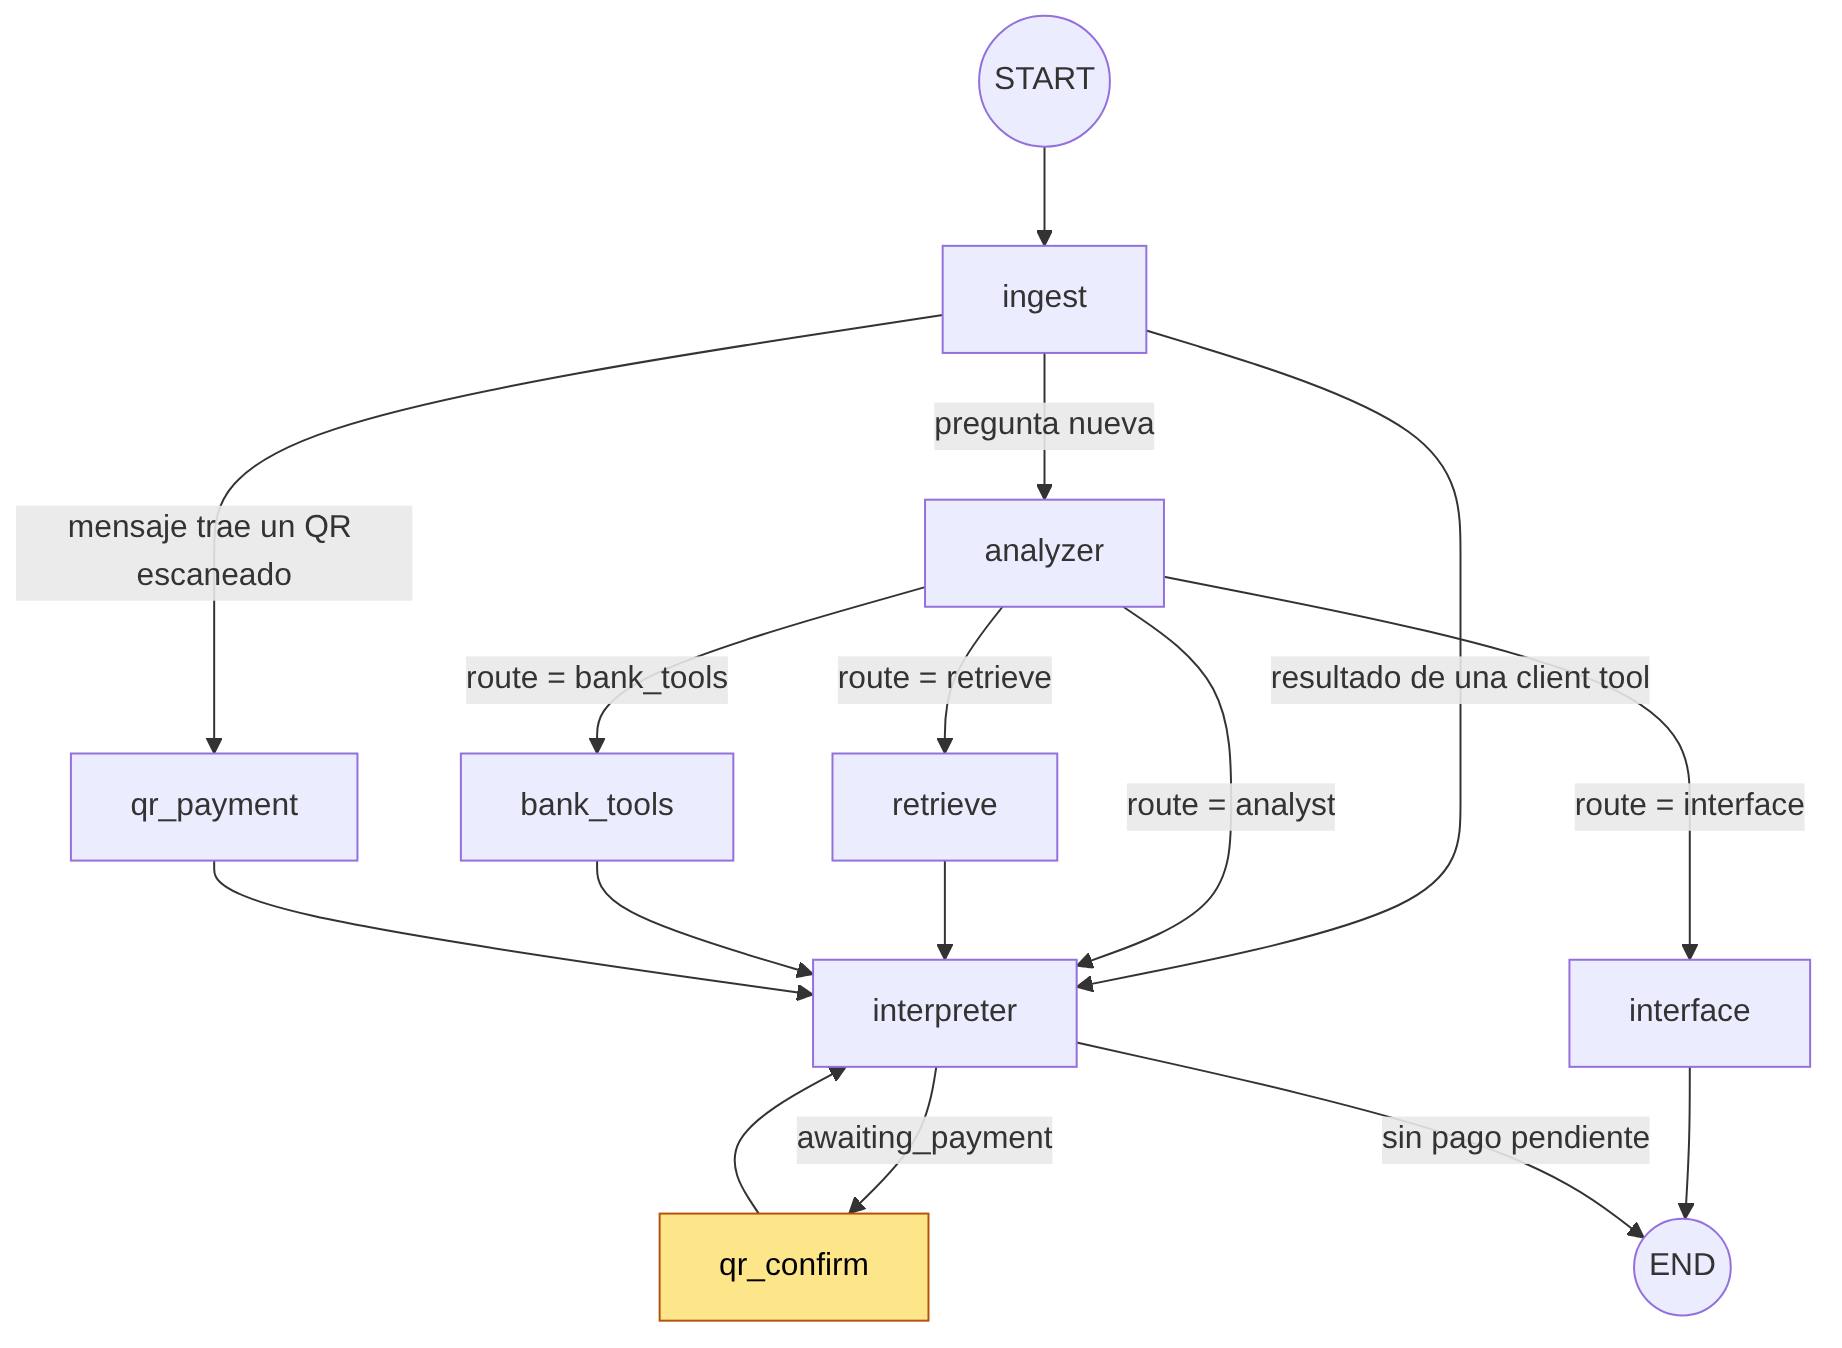 START
ingest
pregunta nueva
mensaje trae un QR
escaneado
analyzer
route = bank_tools
route = retrieve
resultado de una client tool
qr_payment
bank_tools
retrieve
route = analyst
route = interface
interpreter
interface
awaiting_payment
sin pago pendiente
qr_confirm
END